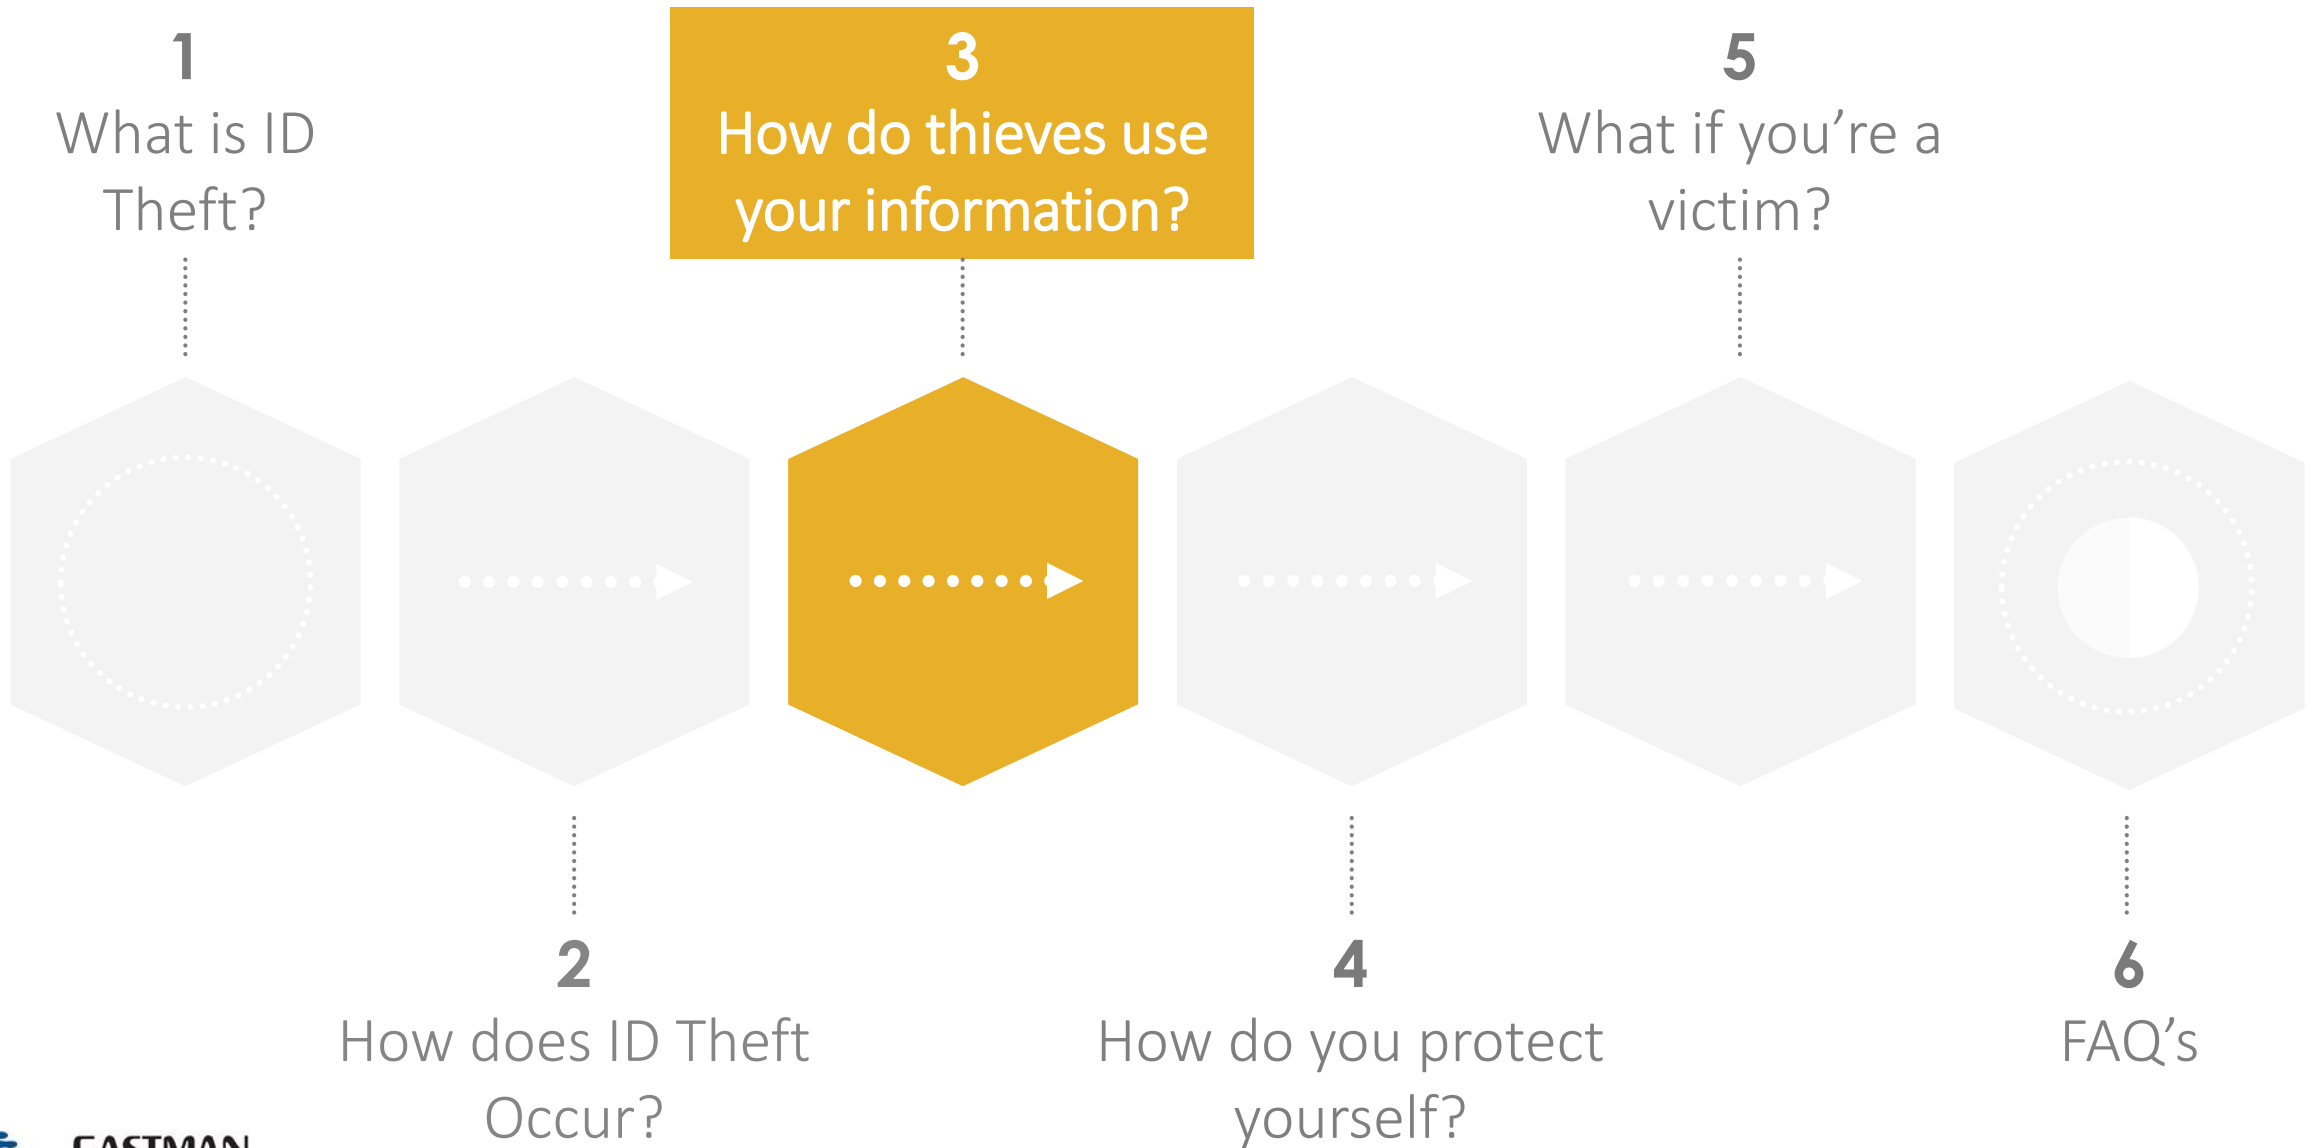 1
What is ID
Theft?
3
How do thieves use
your information?
5
What if you’re a
victim?
2
How does ID Theft
Occur?
4
How do you protect
yourself?
6
FAQ’s
EASTMAN